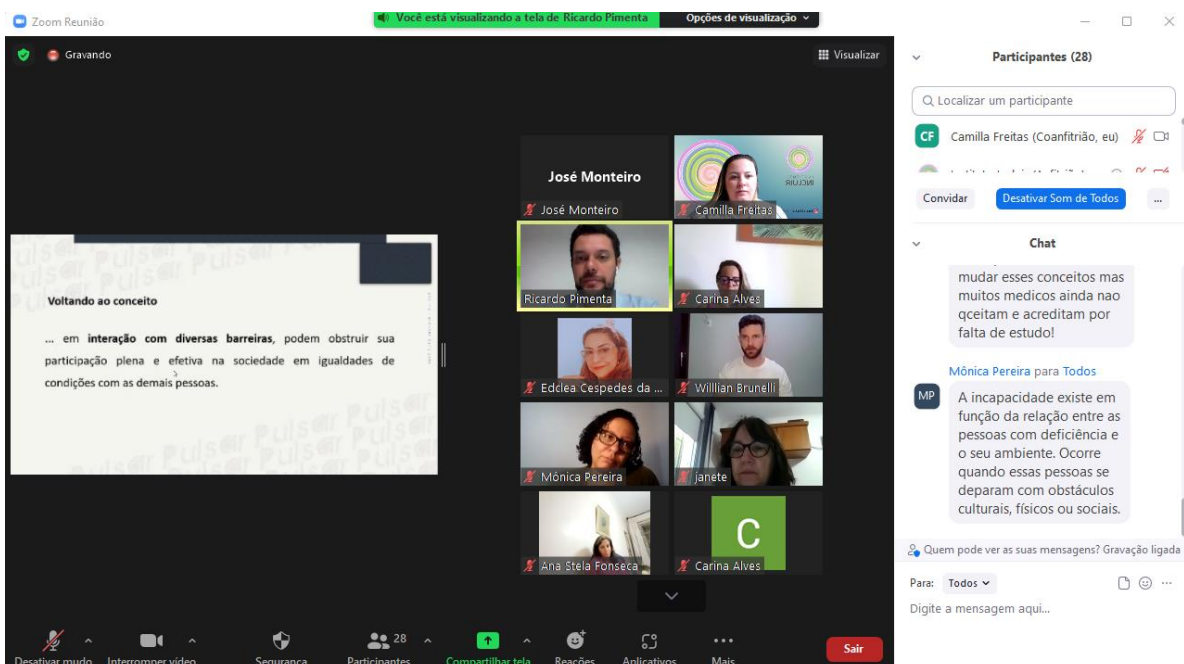 Zoom Reunião
Você está visualizando a tela de Ricardo Pimenta
Opções de visualização
Gravando
Visualizar
Voltando ao conceito
... em interação com diversas barreiras, podem obstruir sua
participação plena e efetiva na sociedade em igualdades de
condições com as demais pessoas.
Pulsar Pulsar Pulsar
José Monteiro
José Monteiro
Camilla Freitas
Ricardo Pimenta
Carina Alves
Edclea Cespedes da ...
Willlian Brunelli
Mônica Pereira
janete
Ana Stela Fonseca
C
Carina Alves
Participantes (28)
Localizar um participante
CF
Camilla Freitas (Coanfitrião, eu)
Convidar
Desativar Som de Todos
...
Chat
mudar esses conceitos mas
muitos medicos ainda nao
qceitam e acreditam por
falta de estudo!
Mônica Pereira para Todos
MP
A incapacidade existe em
função da relação entre as
pessoas com deficiência e
o seu ambiente. Ocorre
quando essas pessoas se
deparam com obstáculos
culturais, físicos ou sociais.
Quem pode ver as suas mensagens? Gravação ligada
Para: Todos
Digite a mensagem aqui...
Desativar mudo
Interromper vídeo
Segurança
28
Participantes
Compartilhar tela
Reações
Aplicativos
Mais
Sair